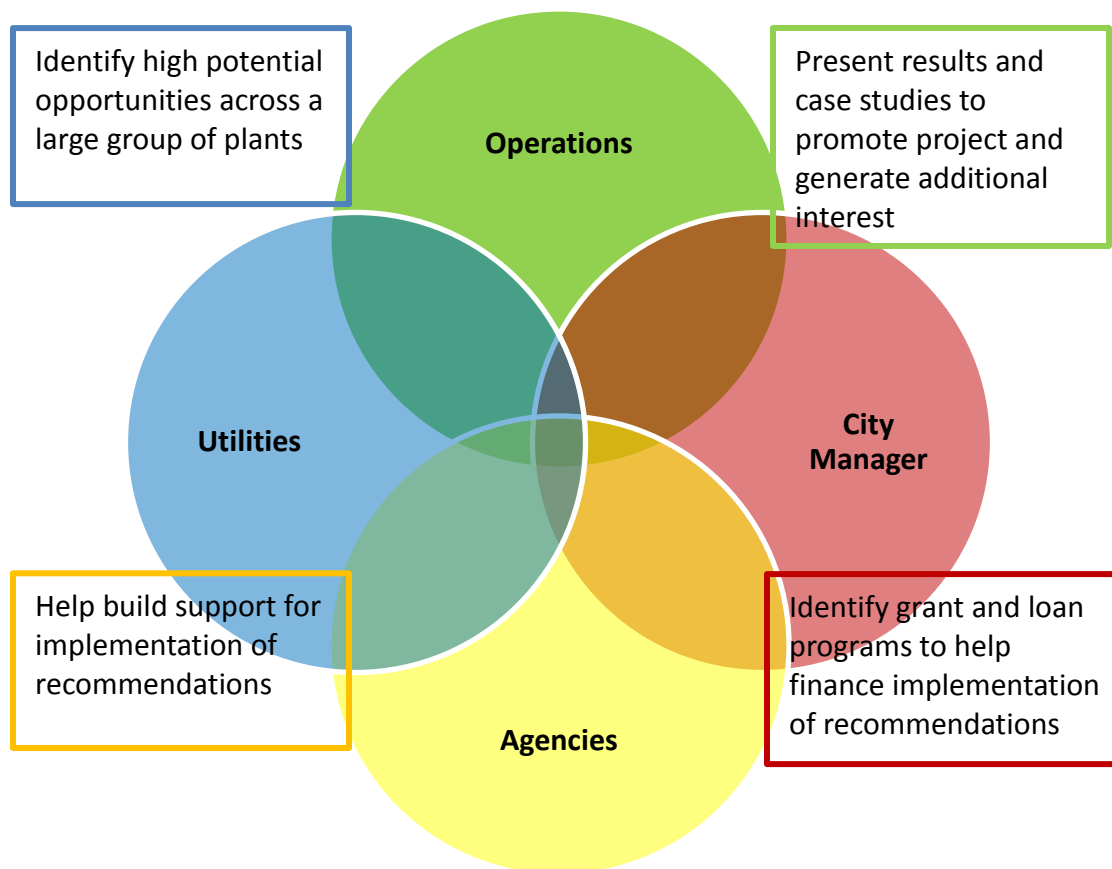 Identify high potential
opportunities across a
large group of plants
Operations
Present results and
case studies to
promote project and
generate additional
interest
Utilities
City
Manager
Help build support for
implementation of
recommendations
Agencies
Identify grant and loan
programs to help
finance implementation
of recommendations